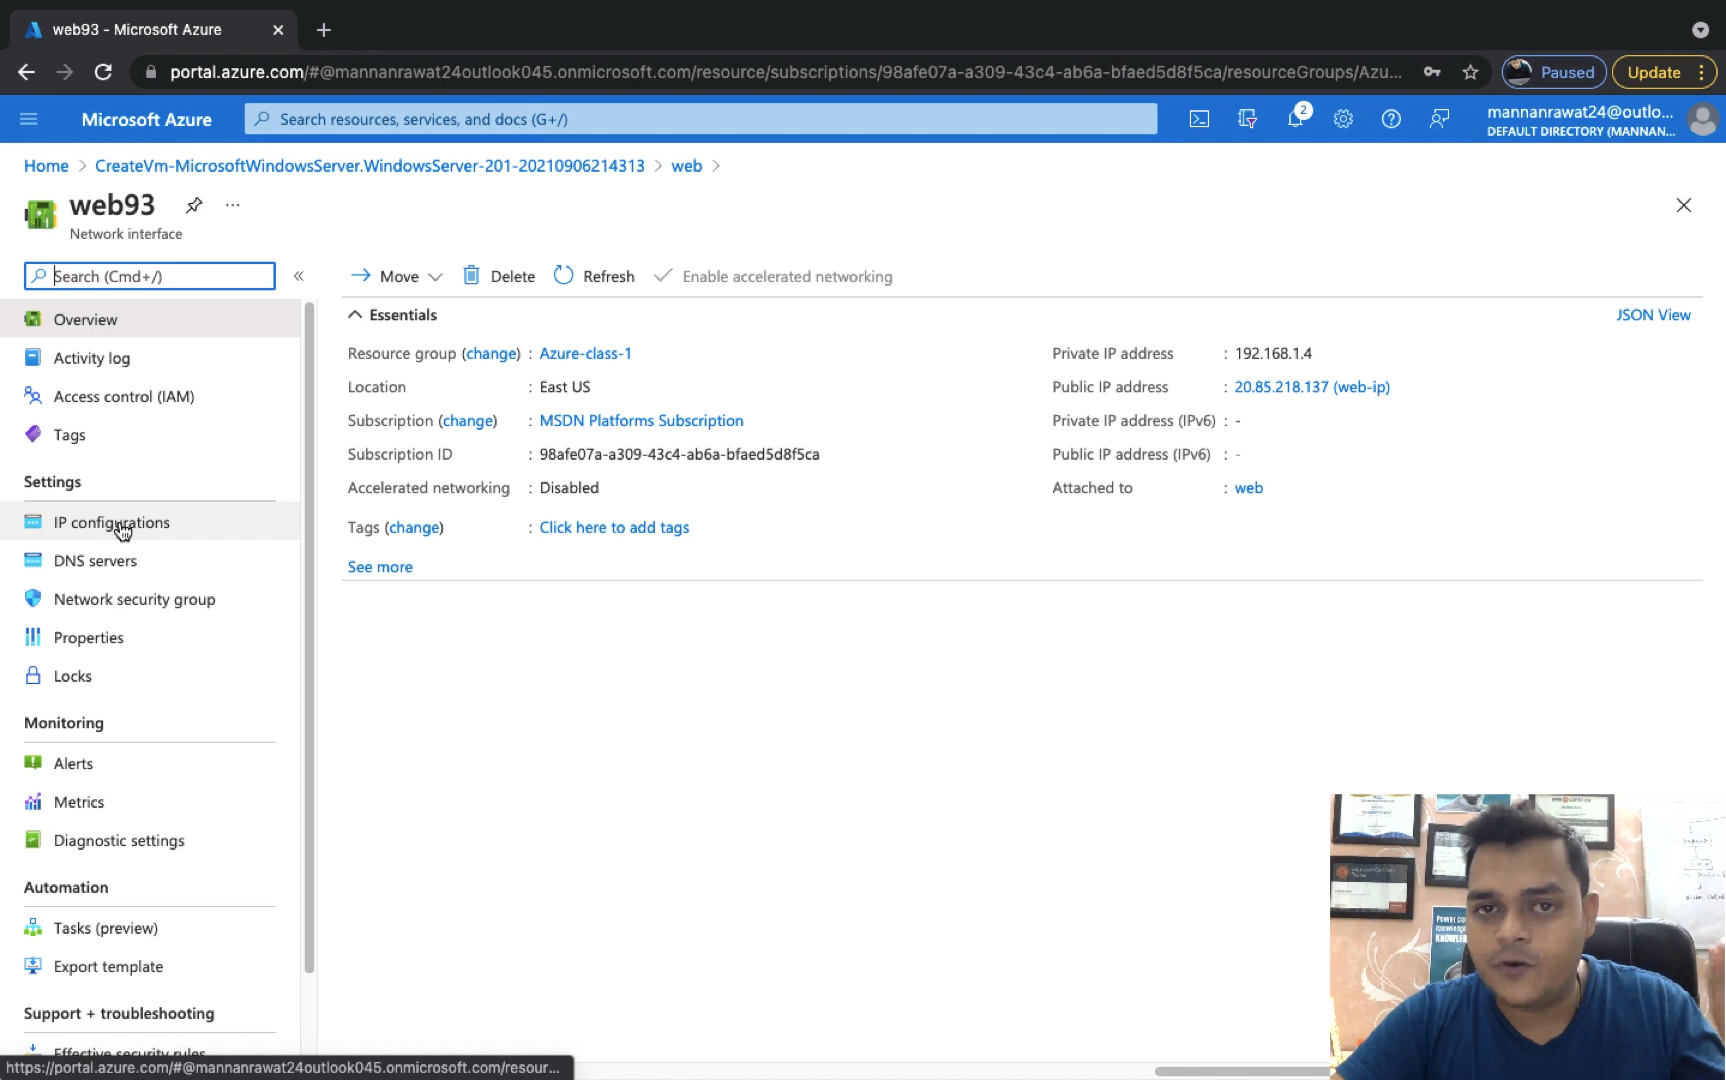 web93 - Microsoft Azure
portal.azure.com/#@mannanrawat24outlook045.onmicrosoft.com/resource/subscriptions/98afe07a-a309-43c4-ab6a-bfaed5d8f5ca/resourceGroups/Azu...
Paused
Update
Microsoft Azure
Search resources, services, and docs (G+/)
2
mannanrawat24@outlo...
DEFAULT DIRECTORY (MANNAN...
Home > CreateVm-MicrosoftWindowsServer.WindowsServer-201-20210906214313 > web >
web93
Network interface
Search (Cmd+/)
Move
Delete
Refresh
Enable accelerated networking
Overview
Activity log
Access control (IAM)
Tags
Settings
IP configurations
DNS servers
Network security group
Properties
Locks
Monitoring
Alerts
Metrics
Diagnostic settings
Automation
Tasks (preview)
Export template
Support + troubleshooting
Effective security rules
Essentials
JSON View
Resource group (change) : Azure-class-1
Location : East US
Subscription (change) : MSDN Platforms Subscription
Subscription ID : 98afe07a-a309-43c4-ab6a-bfaed5d8f5ca
Accelerated networking : Disabled
Tags (change) : Click here to add tags
See more
Private IP address : 192.168.1.4
Public IP address : 20.85.218.137 (web-ip)
Private IP address (IPv6) : -
Public IP address (IPv6) : -
Attached to : web
https://portal.azure.com/#@mannanrawat24outlook045.onmicrosoft.com/resour...